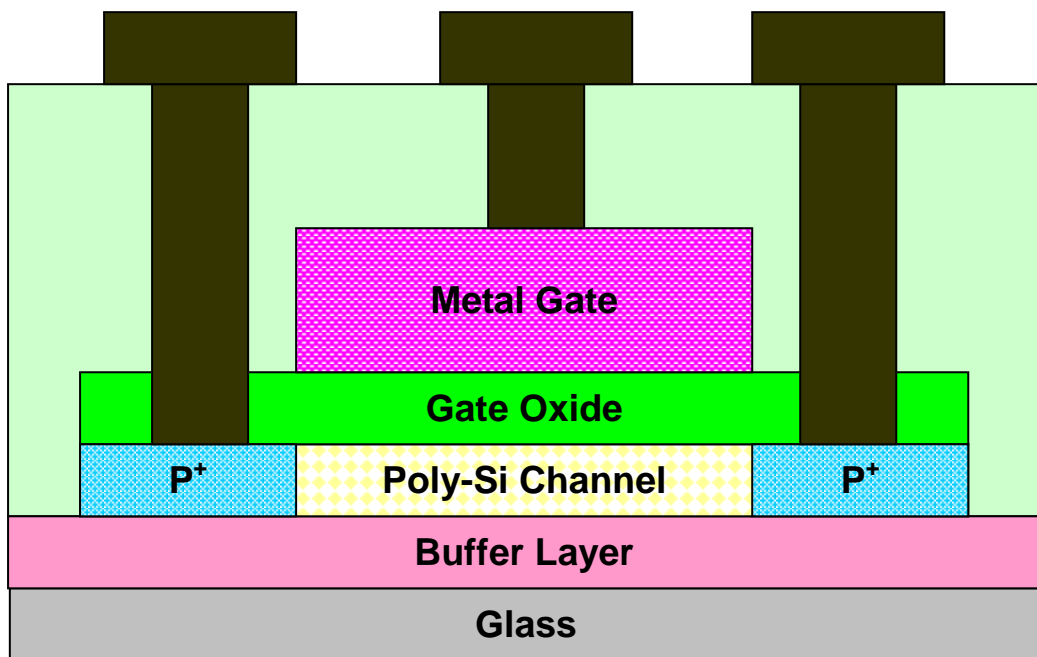 Metal Gate
Gate Oxide
P⁺ Poly-Si Channel P⁺
Buffer Layer
Glass